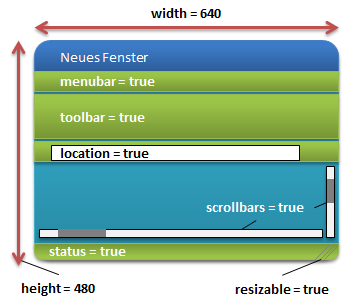 width = 640
Neues Fenster
menubar = true
toolbar = true
location = true
scrollbars = true
status = true
height = 480
resizable = true